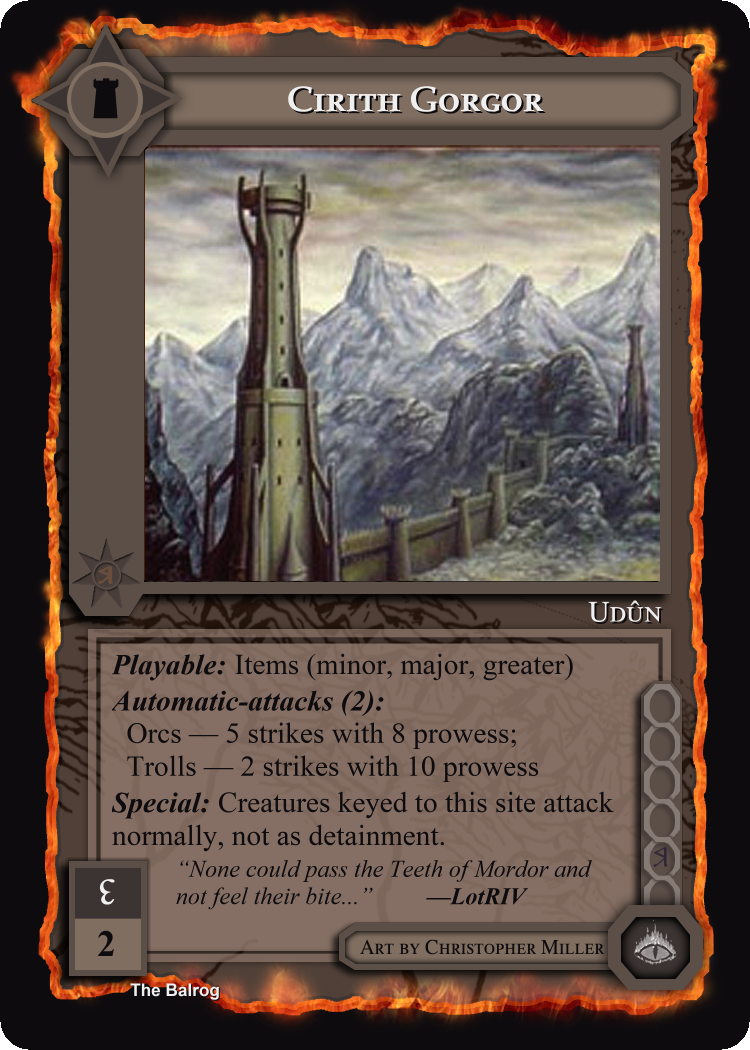 Cirith Gorgor
Udûn
Playable: Items (minor, major, greater)
Automatic-attacks (2):
Orcs — 5 strikes with 8 prowess;
Trolls — 2 strikes with 10 prowess
Special: Creatures keyed to this site attack
normally, not as detainment.
“None could pass the Teeth of Mordor and
not feel their bite...” —LotRIV
2
Art by Christopher Miller
The Balrog